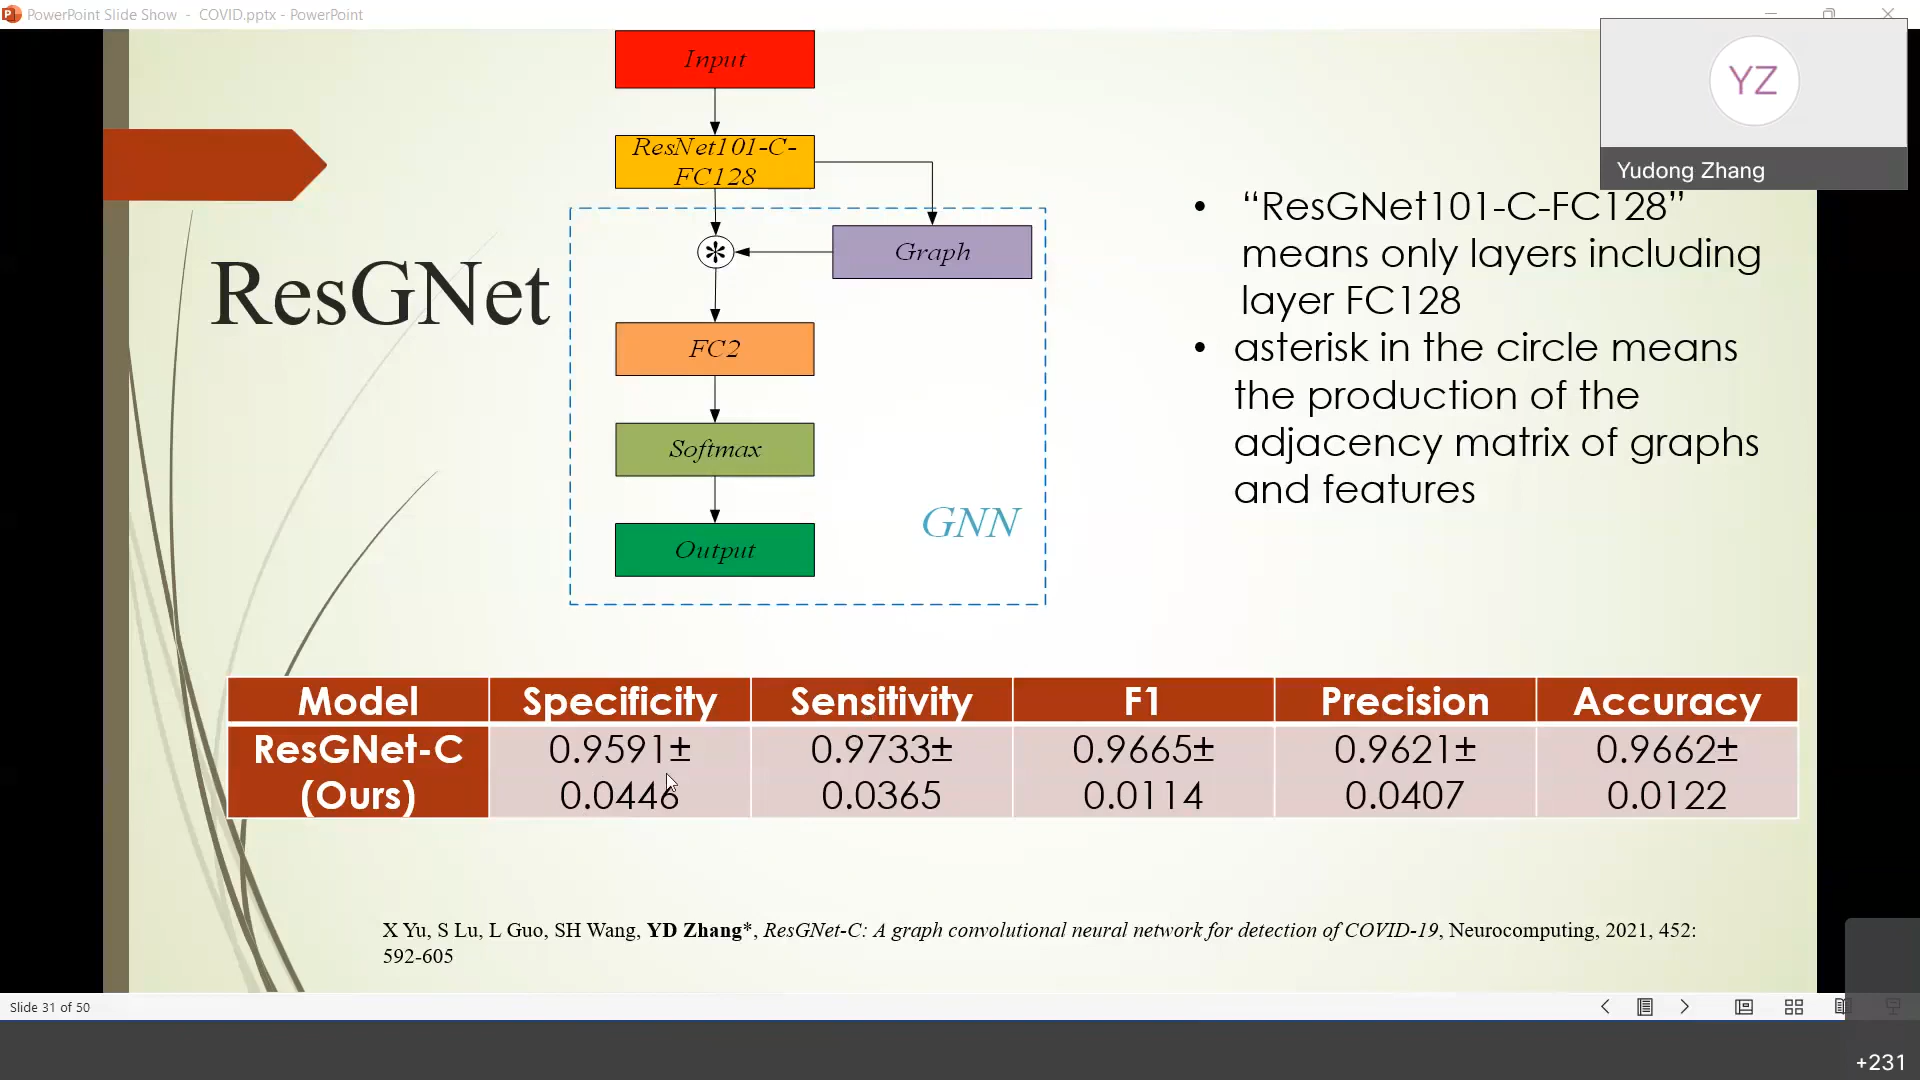 PowerPoint Slide Show - COVID.pptx - PowerPoint
YZ
Yudong Zhang
ResGNet
Input
ResNet101-C-
FC128
Graph
*
FC2
Softmax
Output
GNN
• “ResGNet101-C-FC128”
means only layers including
layer FC128
• asterisk in the circle means
the production of the
adjacency matrix of graphs
and features
Model Specificity Sensitivity F1 Precision Accuracy
ResGNet-C 0.9591± 0.9733± 0.9665± 0.9621± 0.9662±
(Ours) 0.0446 0.0365 0.0114 0.0407 0.0122
X Yu, S Lu, L Guo, SH Wang, YD Zhang*, ResGNet-C: A graph convolutional neural network for detection of COVID-19, Neurocomputing, 2021, 452:
592-605
Slide 31 of 50
+231